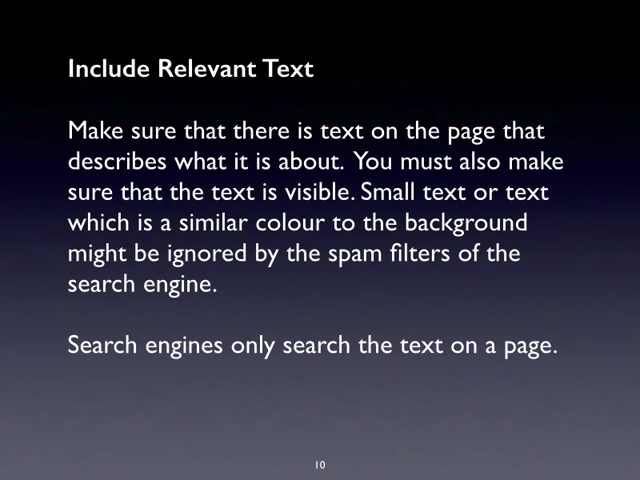 Include Relevant Text
Make sure that there is text on the page that
describes what it is about. You must also make
sure that the text is visible. Small text or text
which is a similar colour to the background
might be ignored by the spam filters of the
search engine.
Search engines only search the text on a page.
10